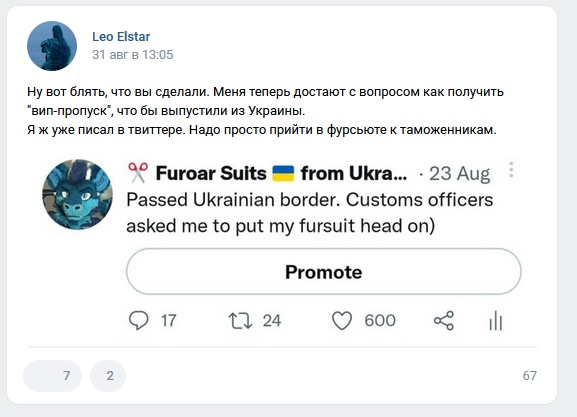 Leo Elstar
31 авг в 13:05
Ну вот блять, что вы сделали. Меня теперь достают с вопросом как получить
"вип-пропуск", что бы выпустили из Украины.
Я ж уже писал в твиттере. Надо просто прийти в фурсьюте к таможенникам.
✂️ Furoar Suits 🇺🇦 from Ukra... · 23 Aug
Passed Ukrainian border. Customs officers
asked me to put my fursuit head on)
Promote
17 24 600
7 2 67